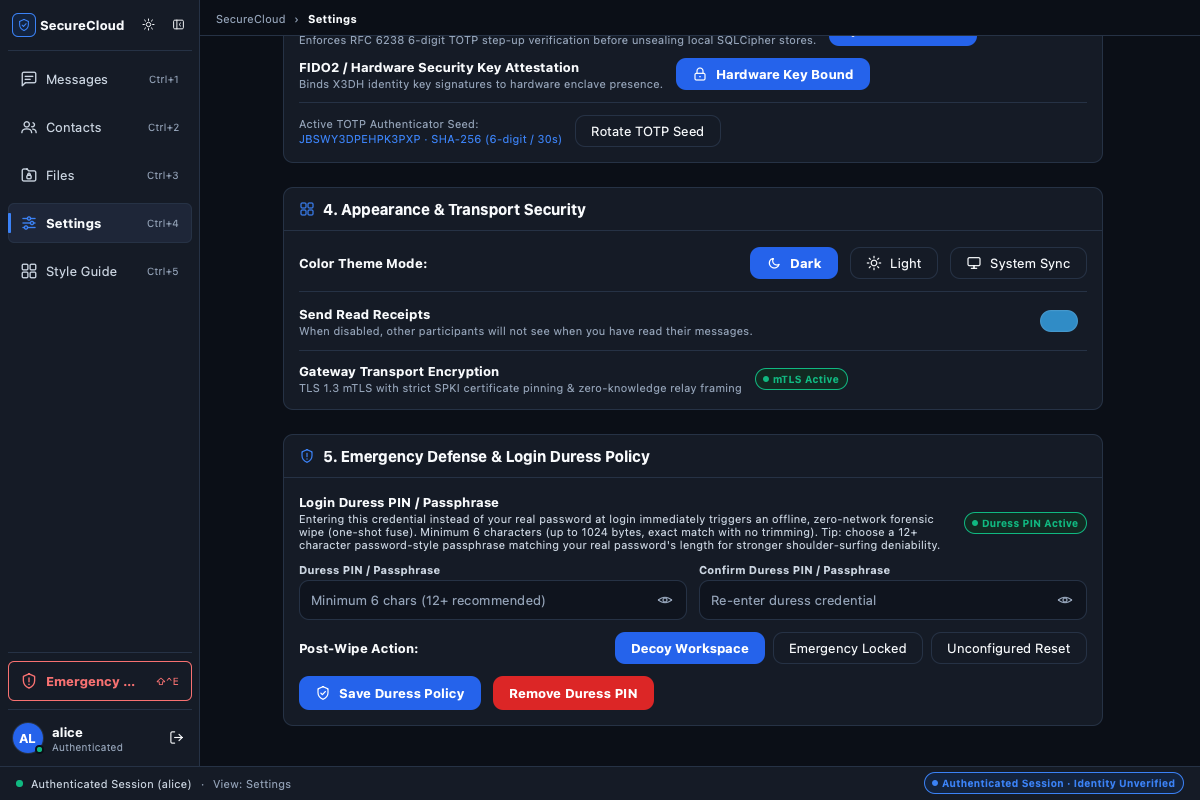 SecureCloud
SecureCloud › Settings
Messages Ctrl+1
Contacts Ctrl+2
Files Ctrl+3
Settings Ctrl+4
Style Guide Ctrl+5
Enforces RFC 6238 6-digit TOTP step-up verification before unsealing local SQLCipher stores.
FIDO2 / Hardware Security Key Attestation
Binds X3DH identity key signatures to hardware enclave presence.
Hardware Key Bound
Active TOTP Authenticator Seed:
JBSWY3DPEHPK3PXP · SHA-256 (6-digit / 30s)
Rotate TOTP Seed
4. Appearance & Transport Security
Color Theme Mode:
Dark
Light
System Sync
Send Read Receipts
When disabled, other participants will not see when you have read their messages.
Gateway Transport Encryption
TLS 1.3 mTLS with strict SPKI certificate pinning & zero-knowledge relay framing
mTLS Active
5. Emergency Defense & Login Duress Policy
Login Duress PIN / Passphrase
Entering this credential instead of your real password at login immediately triggers an offline, zero-network forensic
wipe (one-shot fuse). Minimum 6 characters (up to 1024 bytes, exact match with no trimming). Tip: choose a 12+
character password-style passphrase matching your real password's length for stronger shoulder-surfing deniability.
Duress PIN Active
Duress PIN / Passphrase
Minimum 6 chars (12+ recommended)
Confirm Duress PIN / Passphrase
Re-enter duress credential
Post-Wipe Action:
Decoy Workspace
Emergency Locked
Unconfigured Reset
Save Duress Policy
Remove Duress PIN
Emergency ... ⇧^E
AL
alice
Authenticated
Authenticated Session (alice) · View: Settings
Authenticated Session · Identity Unverified